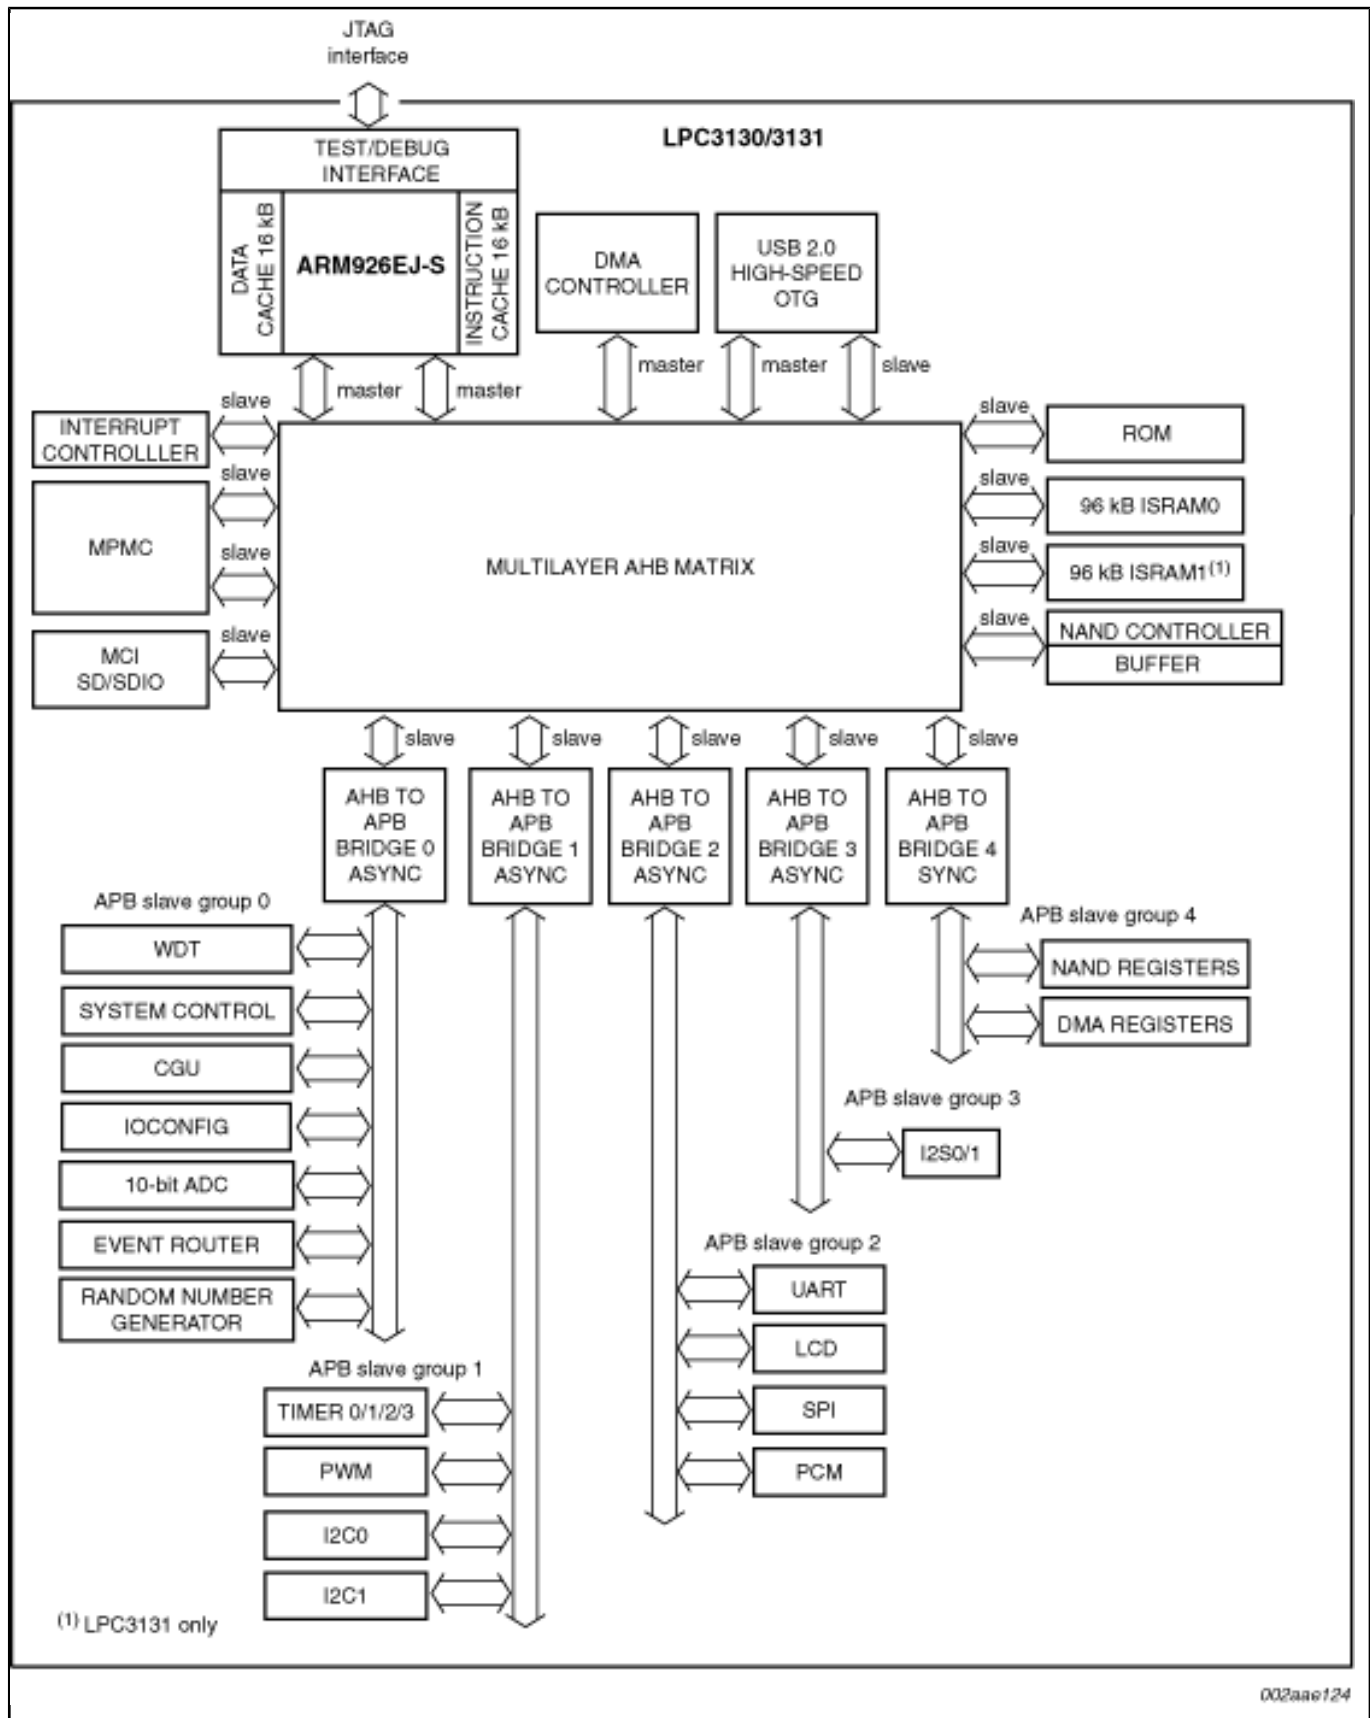 JTAG
interface
LPC3130/3131
TEST/DEBUG
INTERFACE
DATA
CACHE 16 kB
ARM926EJ-S
INSTRUCTION
CACHE 16 kB
DMA
CONTROLLER
USB 2.0
HIGH-SPEED
OTG
master
master
master
master
slave
slave
INTERRUPT
CONTROLLLER
slave
MPMC
slave
slave
MCI
SD/SDIO
MULTILAYER AHB MATRIX
slave
ROM
slave
96 kB ISRAM0
slave
96 kB ISRAM1(1)
slave
NAND CONTROLLER
BUFFER
slave
slave
slave
slave
slave
AHB TO
APB
BRIDGE 0
ASYNC
AHB TO
APB
BRIDGE 1
ASYNC
AHB TO
APB
BRIDGE 2
ASYNC
AHB TO
APB
BRIDGE 3
ASYNC
AHB TO
APB
BRIDGE 4
SYNC
APB slave group 0
WDT
SYSTEM CONTROL
CGU
IOCONFIG
10-bit ADC
EVENT ROUTER
RANDOM NUMBER
GENERATOR
APB slave group 4
NAND REGISTERS
DMA REGISTERS
APB slave group 3
I2S0/1
APB slave group 2
UART
LCD
SPI
PCM
APB slave group 1
TIMER 0/1/2/3
PWM
I2C0
I2C1
(1) LPC3131 only
002aae124